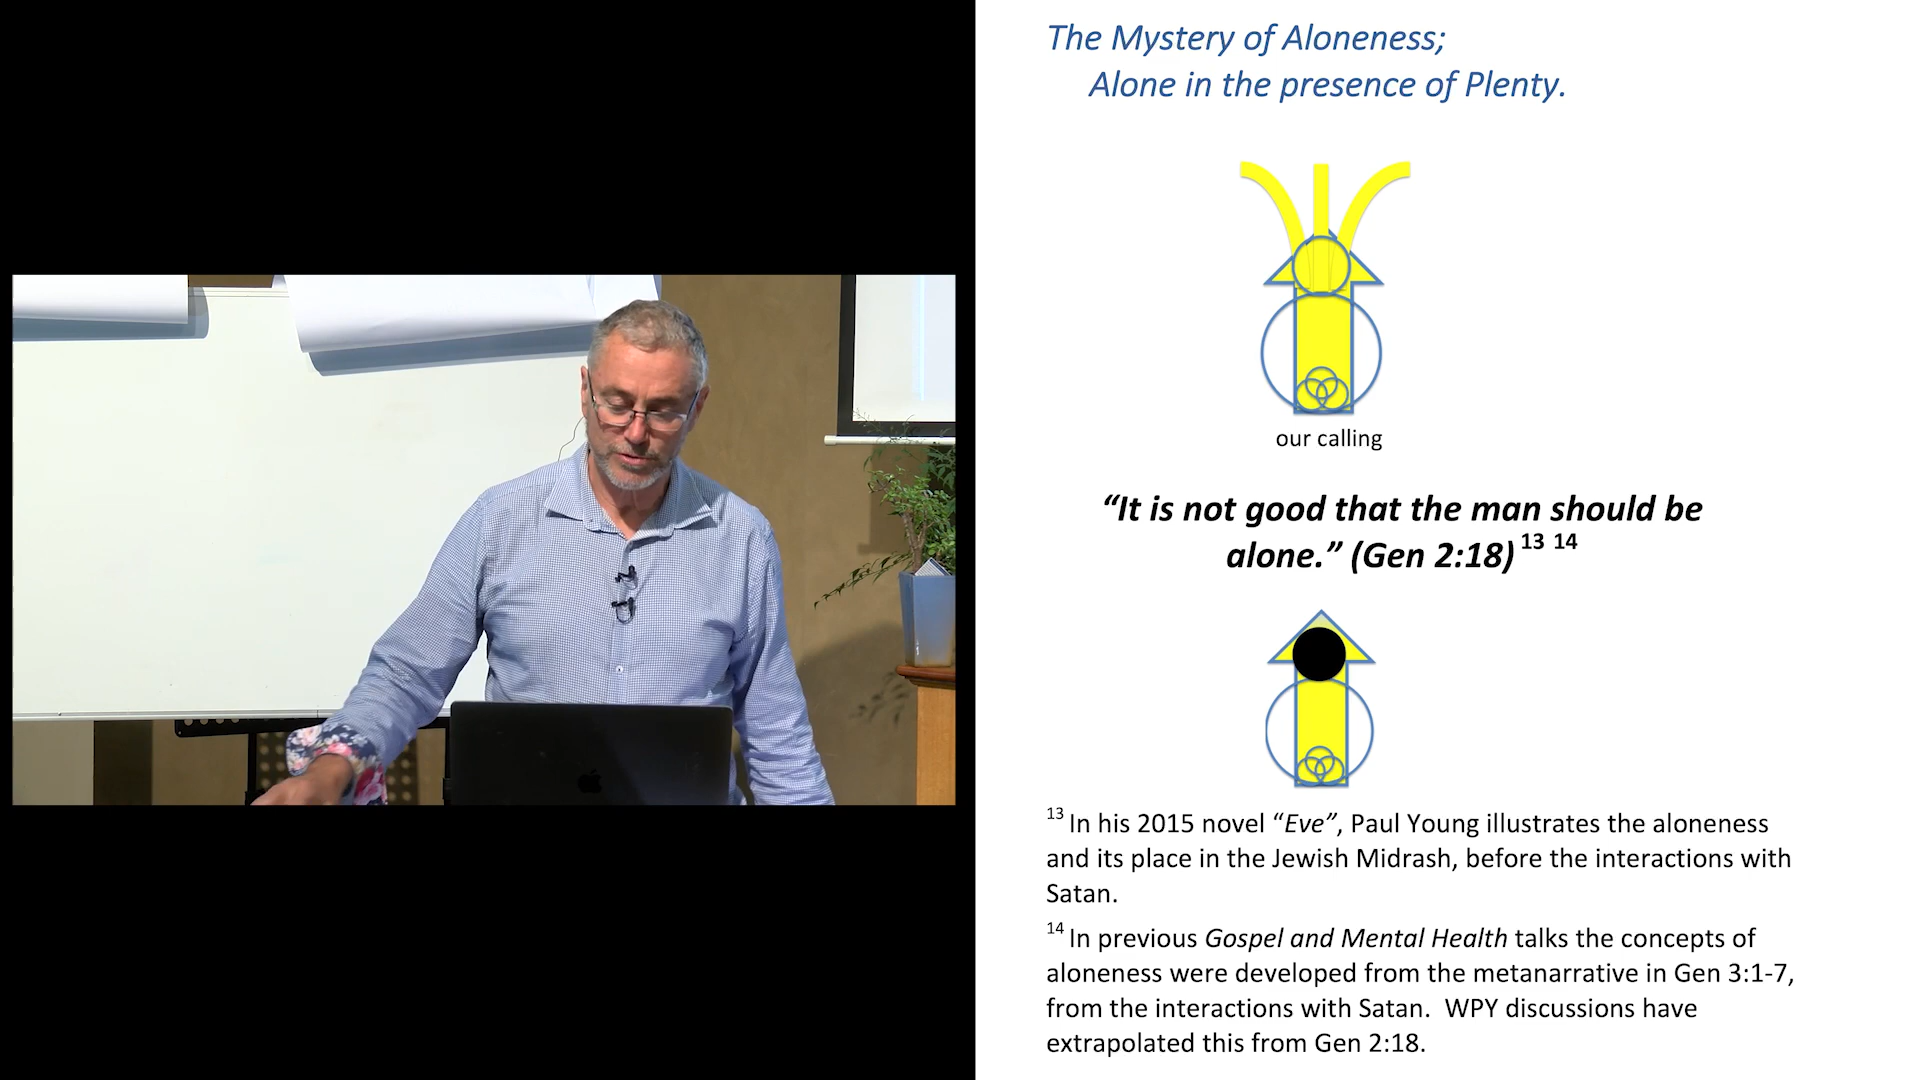 The Mystery of Aloneness;
Alone in the presence of Plenty.
our calling
“It is not good that the man should be
alone.” (Gen 2:18) 13 14
13 In his 2015 novel “Eve”, Paul Young illustrates the aloneness
and its place in the Jewish Midrash, before the interactions with
Satan.
14 In previous Gospel and Mental Health talks the concepts of
aloneness were developed from the metanarrative in Gen 3:1-7,
from the interactions with Satan.  WPY discussions have
extrapolated this from Gen 2:18.